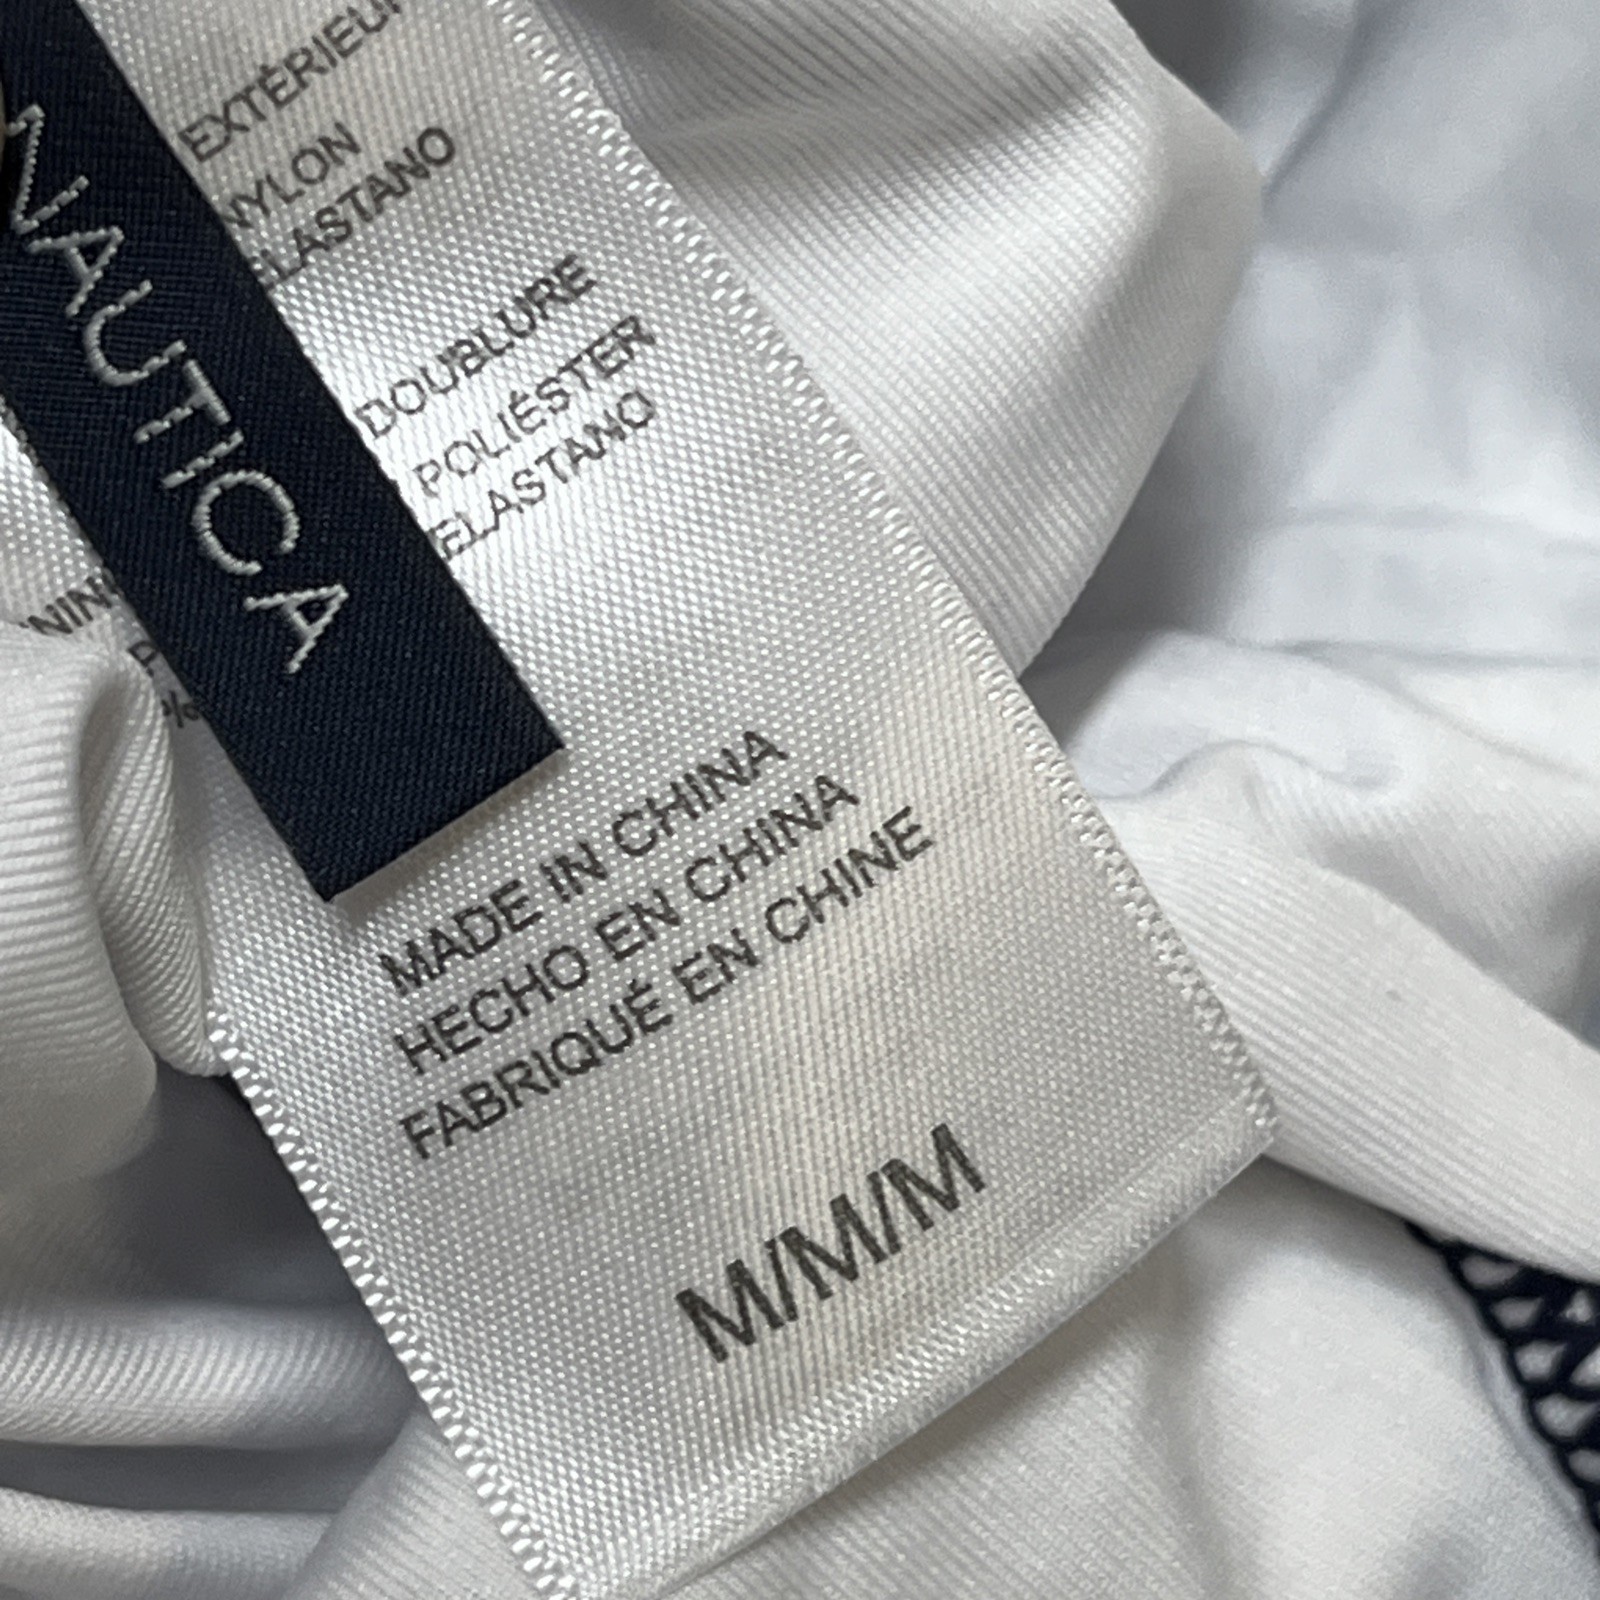 NAUTICA
EXTÉRIEUR
NYLON
ELASTANO
DOUBLURE
POLIÉSTER
ELASTANO
MADE IN CHINA
HECHO EN CHINA
FABRIQUÉ EN CHINE
M/M/M